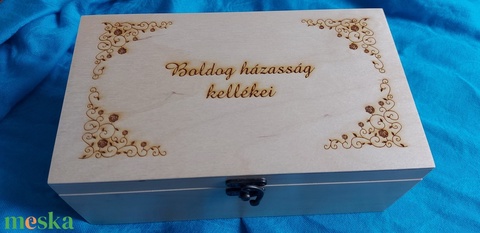 Boldog házasság
kellékei
meska